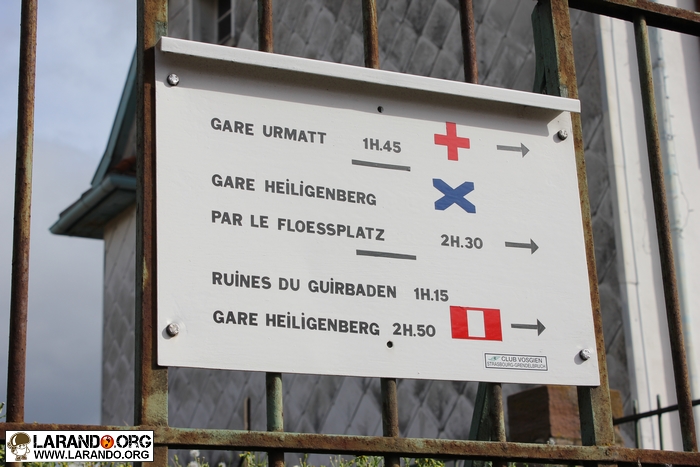 GARE URMATT 1H.45
GARE HEILIGENBERG
PAR LE FLOESSPLATZ 2H.30
RUINES DU GUIRBADEN 1H.15
GARE HEILIGENBERG 2H.50
CLUB VOSGIEN
STRASBOURG-GRENDELBRUCH
LARANDO.ORG
WWW.LARANDO.ORG